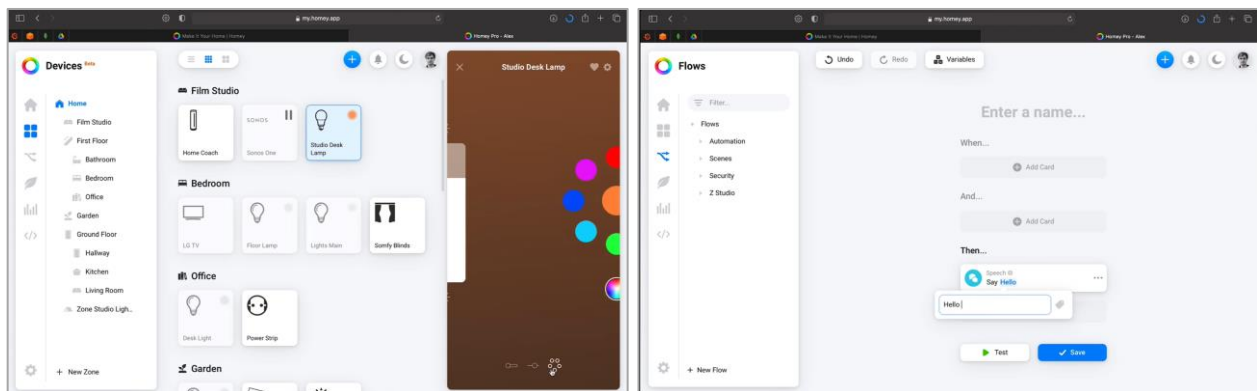 my.homey.app
Make It Your Home | Homey
Homey Pro – Alex
Devices Beta
Home
Film Studio
First Floor
Bathroom
Bedroom
Office
Garden
Ground Floor
Hallway
Kitchen
Living Room
Zone Studio Ligh..
+ New Zone
Film Studio
Home Coach
SONOS
Sonos One
Studio Desk
Lamp
Bedroom
LG TV
Floor Lamp
Lights Main
Somfy Blinds
Office
Desk Light
Power Strip
Garden
Studio Desk Lamp
my.homey.app
Make It Your Home | Homey
Homey Pro – Alex
Flows
Filter...
Flows
Automation
Scenes
Security
Z Studio
+ New Flow
Undo
Redo
Variables
Enter a name...
When...
Add Card
And...
Add Card
Then...
Speech
Say Hello
Hello
Test
Save